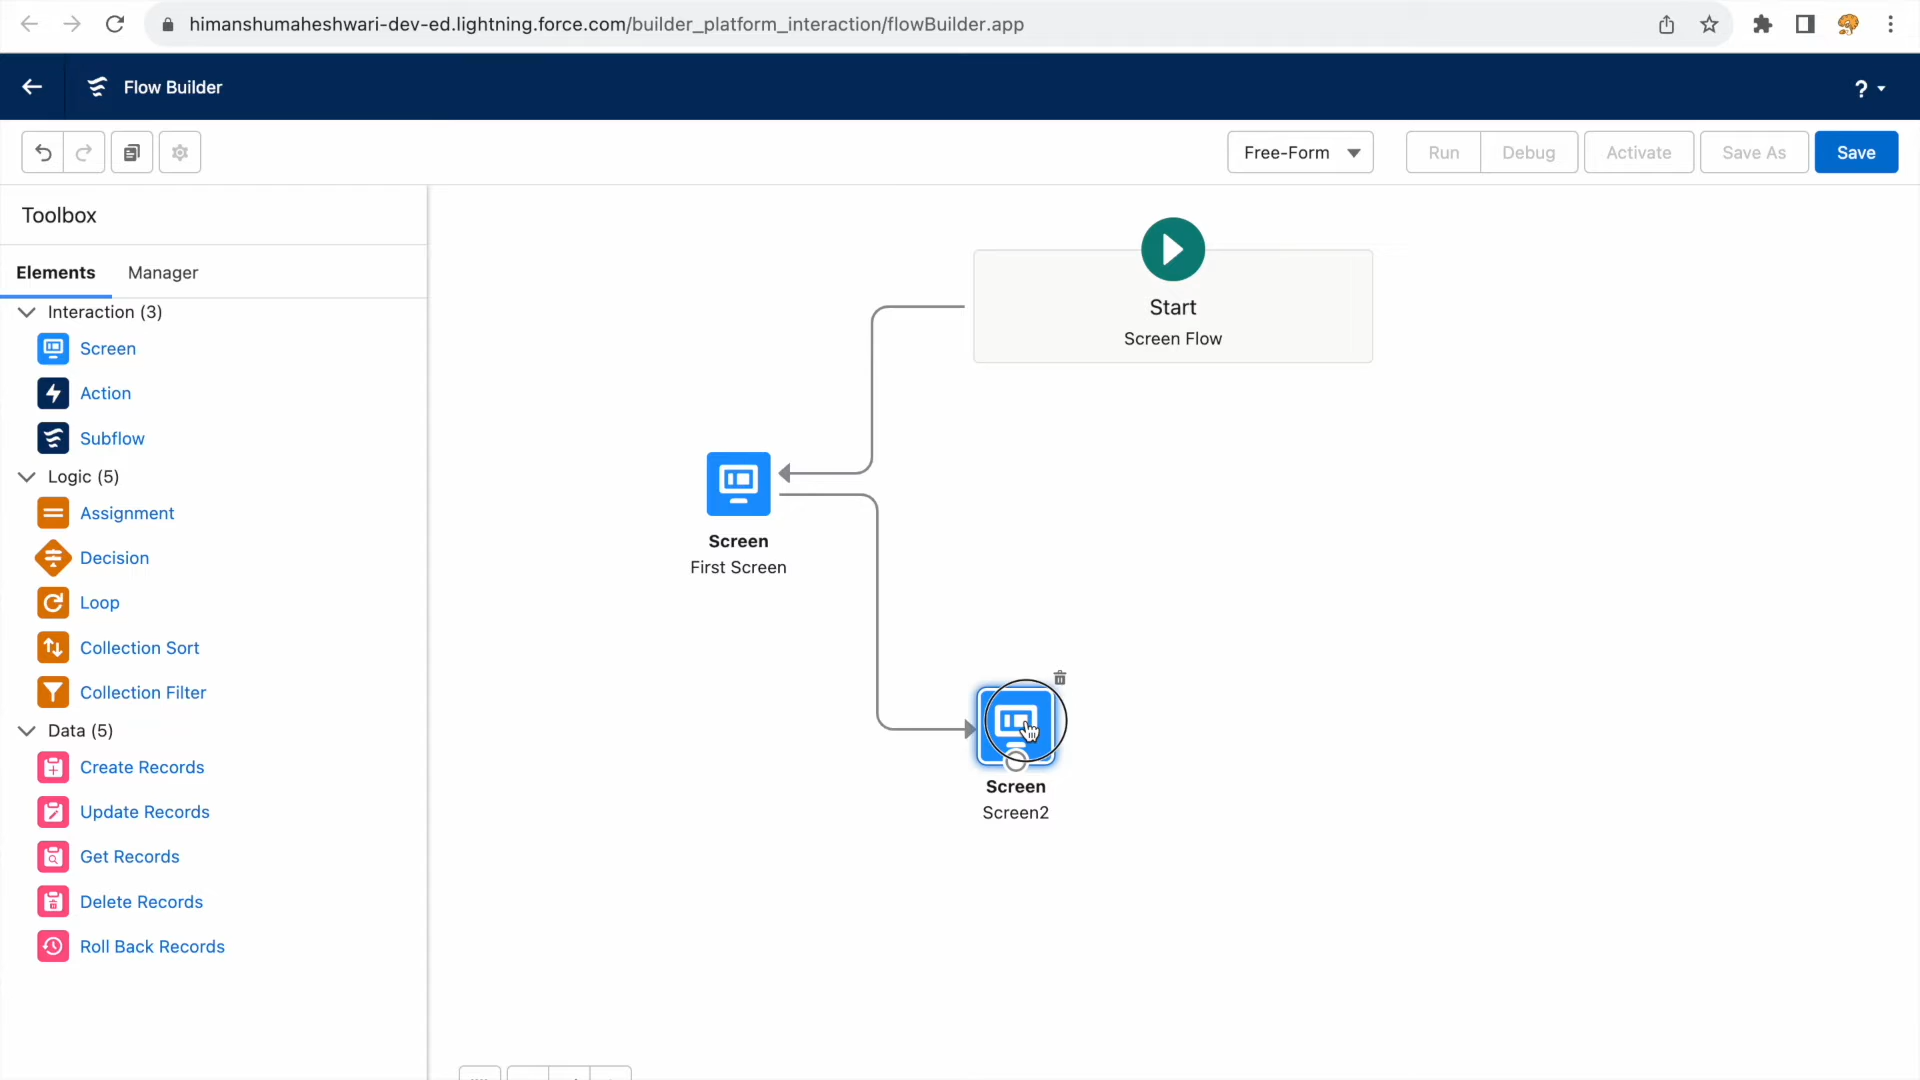 himanshumaheshwari-dev-ed.lightning.force.com/builder_platform_interaction/flowBuilder.app
Flow Builder
?
Free-Form
Run
Debug
Activate
Save As
Save
Toolbox
Elements
Manager
Interaction (3)
Screen
Action
Subflow
Logic (5)
Assignment
Decision
Loop
Collection Sort
Collection Filter
Data (5)
Create Records
Update Records
Get Records
Delete Records
Roll Back Records
Start
Screen Flow
Screen
First Screen
Screen
Screen2